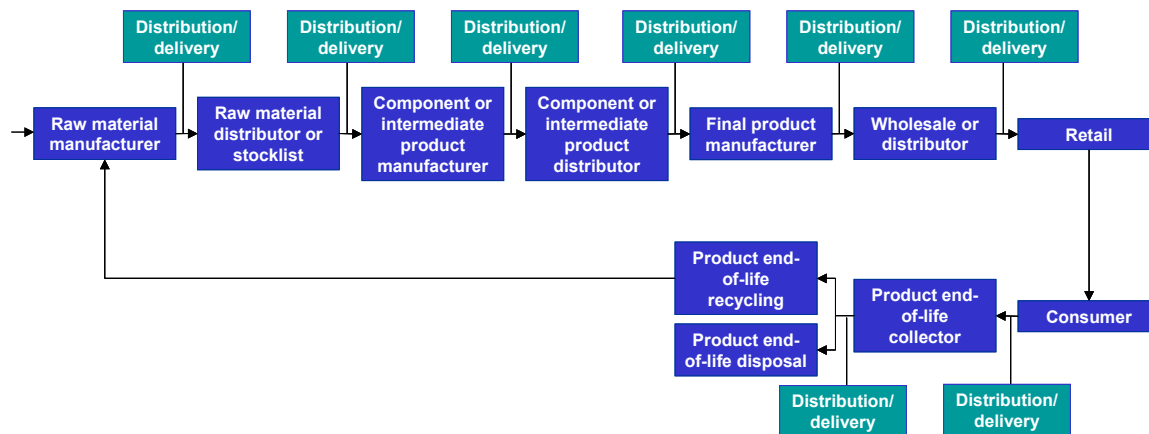 Distribution/
delivery
Distribution/
delivery
Distribution/
delivery
Distribution/
delivery
Distribution/
delivery
Distribution/
delivery
Raw material
manufacturer
Raw material
distributor or
stocklist
Component or
intermediate
product
manufacturer
Component or
intermediate
product
distributor
Final product
manufacturer
Wholesale or
distributor
Retail
Product end-
of-life
recycling
Product end-
of-life disposal
Product end-
of-life
collector
Consumer
Distribution/
delivery
Distribution/
delivery